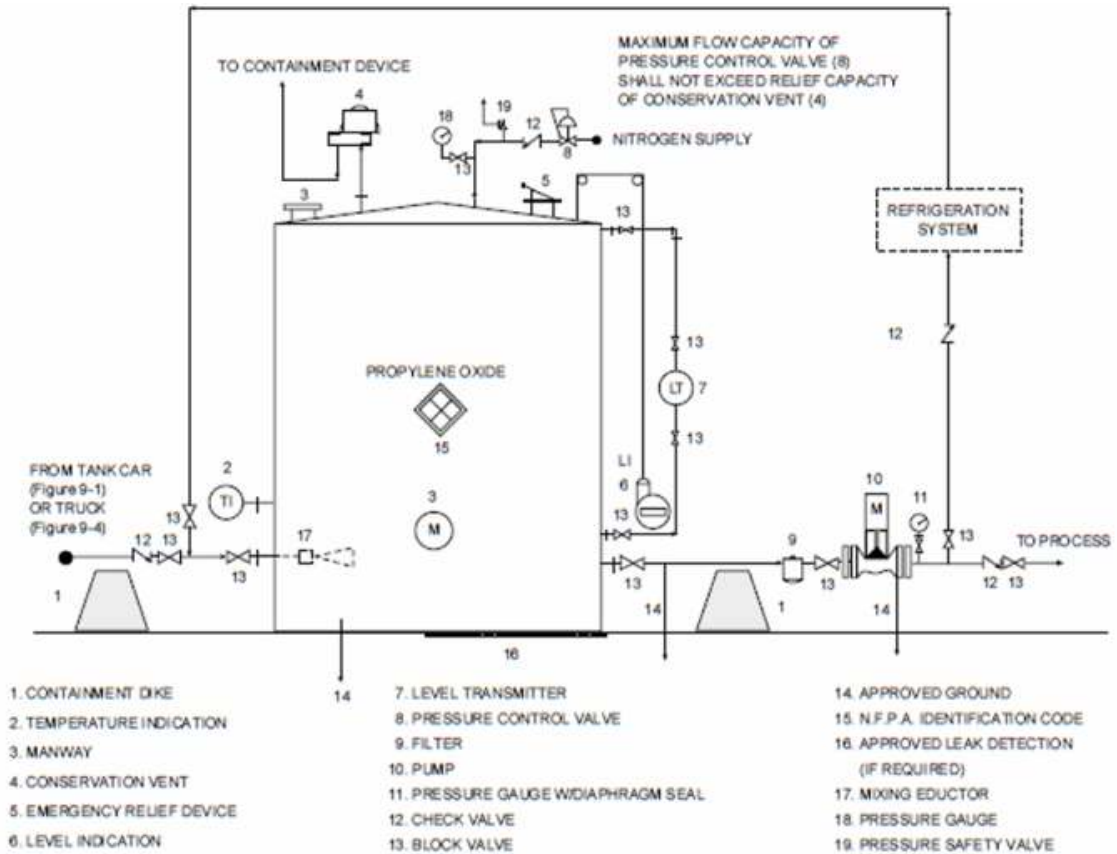 MAXIMUM FLOW CAPACITY OF
PRESSURE CONTROL VALVE (8)
SHALL NOT EXCEED RELIEF CAPACITY
OF CONSERVATION VENT (4)
TO CONTAINMENT DEVICE
4
18
19
12
13
8
NITROGEN SUPPLY
3
5
13
REFRIGERATION
SYSTEM
12
13
PROPYLENE OXIDE
LT
7
15
13
FROM TANK CAR
(Figure 9-1)
OR TRUCK
(Figure 9-4)
2
TI
13
LI
6
10
M
11
3
M
13
12
13
17
13
9
13
TO PROCESS
13
13
12
13
1
14
1
14
16
14
1. CONTAINMENT DIKE
2. TEMPERATURE INDICATION
3. MANWAY
4. CONSERVATION VENT
5. EMERGENCY RELIEF DEVICE
6. LEVEL INDICATION
7. LEVEL TRANSMITTER
8. PRESSURE CONTROL VALVE
9. FILTER
10. PUMP
11. PRESSURE GAUGE W/DIAPHRAGM SEAL
12. CHECK VALVE
13. BLOCK VALVE
14. APPROVED GROUND
15. N.F.P.A. IDENTIFICATION CODE
16. APPROVED LEAK DETECTION
(IF REQUIRED)
17. MIXING EDUCTOR
18. PRESSURE GAUGE
19. PRESSURE SAFETY VALVE